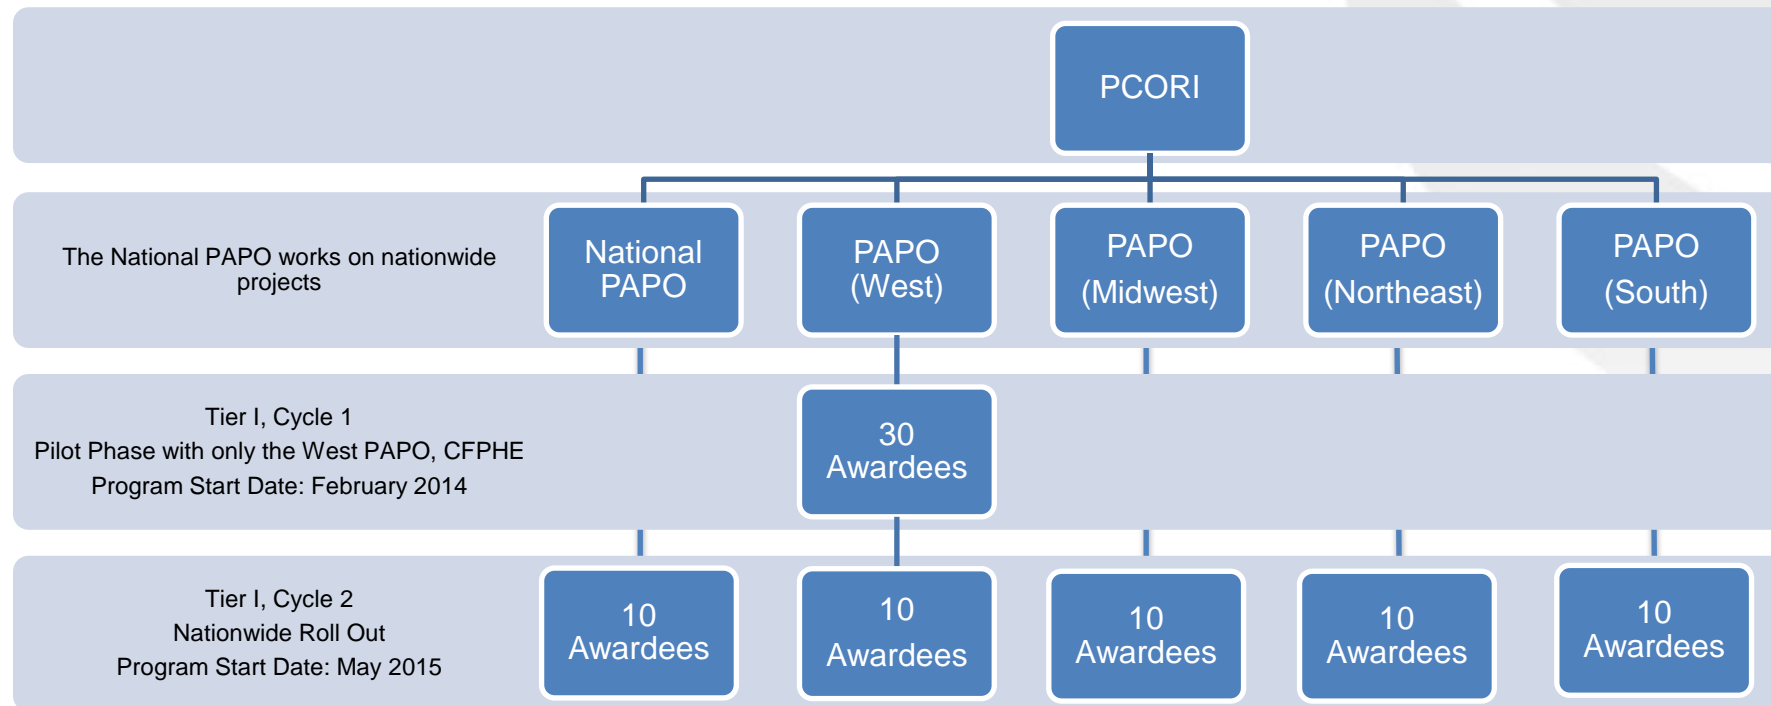 PCORI
The National PAPO works on nationwide
projects
National
PAPO
PAPO
(West)
PAPO
(Midwest)
PAPO
(Northeast)
PAPO
(South)
Tier I, Cycle 1
Pilot Phase with only the West PAPO, CFPHE
Program Start Date: February 2014
30
Awardees
Tier I, Cycle 2
Nationwide Roll Out
Program Start Date: May 2015
10
Awardees
10
Awardees
10
Awardees
10
Awardees
10
Awardees